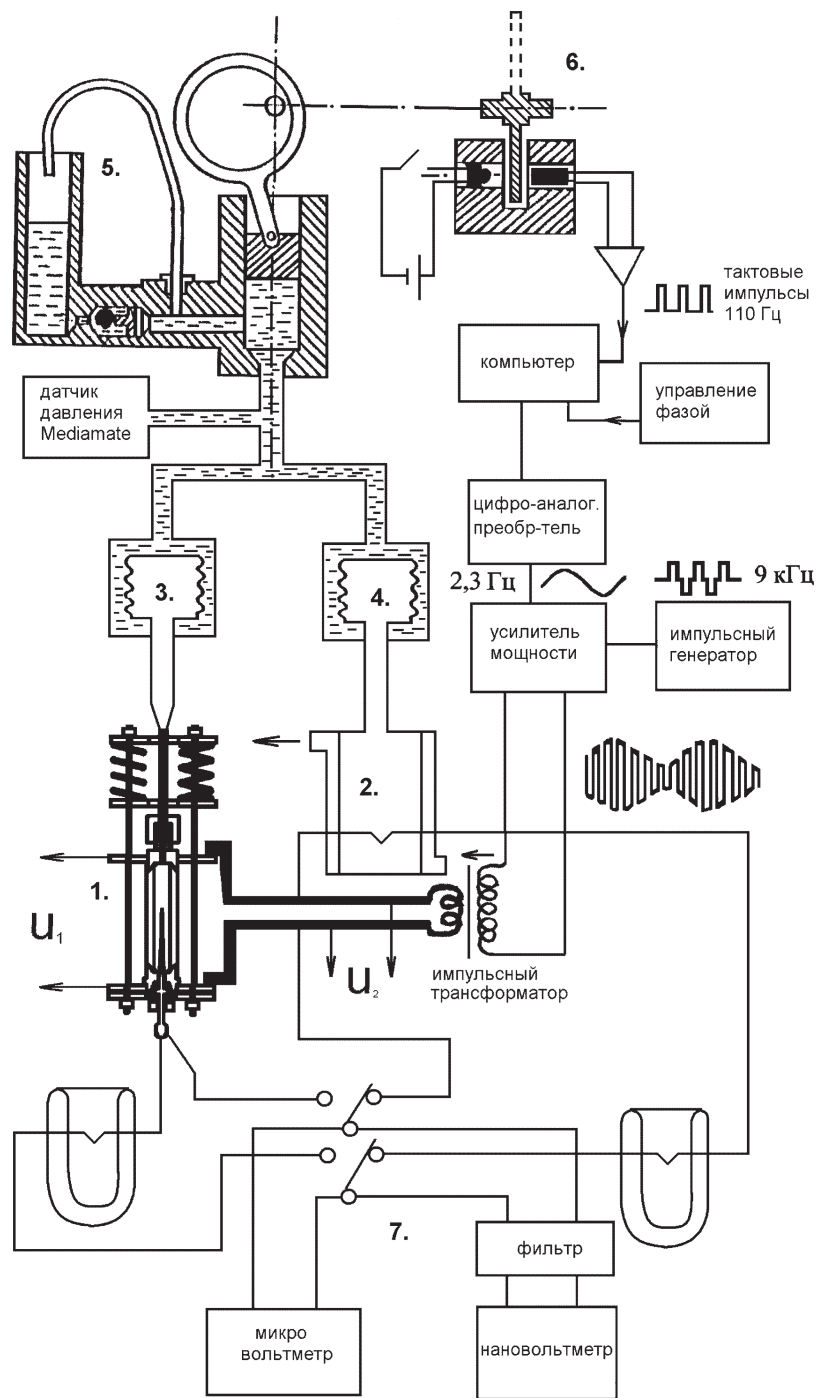 6.
5.
тактовые
импульсы
110 Гц
компьютер
датчик
давления
Mediamate
управление
фазой
цифро-аналог.
преобр-тель
3.
4.
2,3 Гц
9 кГц
усилитель
мощности
импульсный
генератор
2.
1.
U1
U2
импульсный
трансформатор
7.
фильтр
микро
вольтметр
нановольтметр